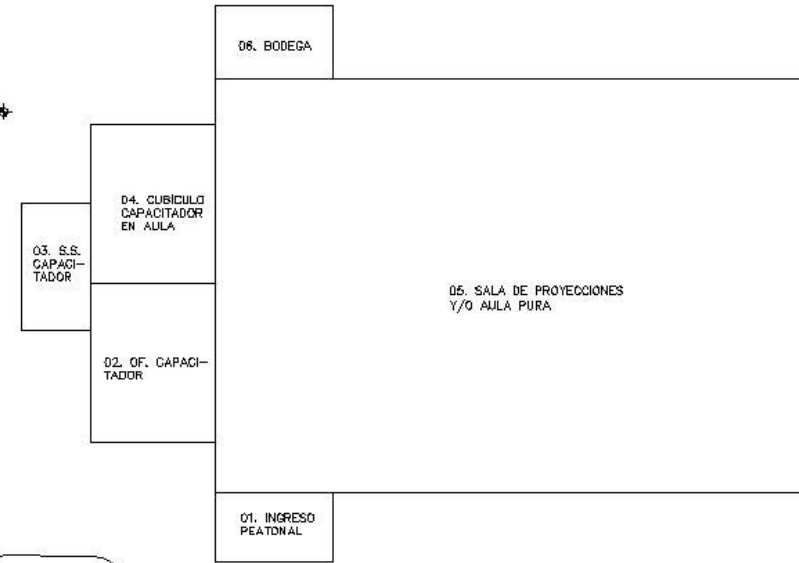 06. BODEGA
04. CUBÍCULO
CAPACITADOR
EN AULA
03. S.S.
CAPACI-
TADOR
05. SALA DE PROYECCIONES
Y/O AULA PURA
02. OF. CAPACI-
TADOR
01. INGRESO
PEATONAL